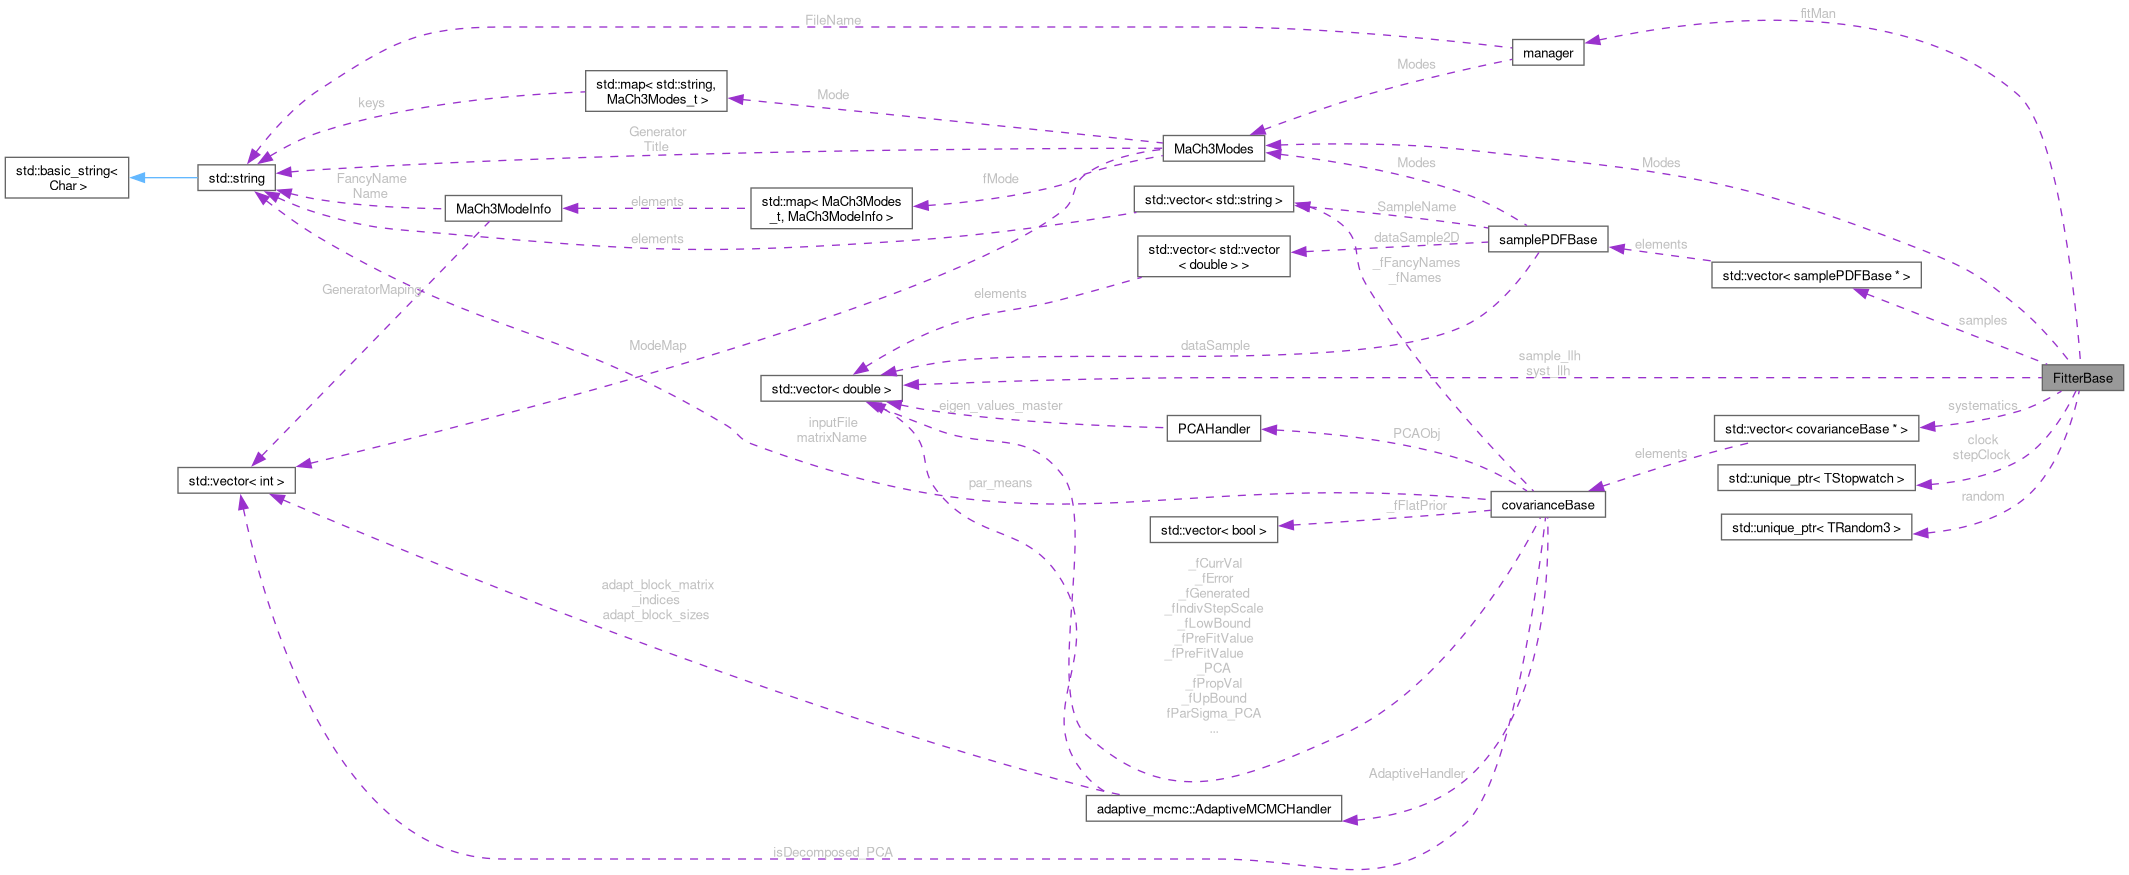 FileName
fitMan
manager
Modes
std::map< std::string,
MaCh3Modes_t >
Mode
keys
Generator
Title
MaCh3Modes
std::basic_string<
Char >
std::string
FancyName
Name
MaCh3ModeInfo
elements
fMode
std::map< MaCh3Modes
_t, MaCh3ModeInfo >
std::vector< std::string >
Modes
Modes
SampleName
samplePDFBase
elements
elements
dataSample2D
std::vector< std::vector
< double > >
_fFancyNames
_fNames
std::vector< samplePDFBase * >
GeneratorMaping
elements
samples
ModeMap
dataSample
sample_llh
syst_llh
FitterBase
std::vector< double >
eigen_values_master
systematics
inputFile
matrixName
PCAHandler
PCAObj
std::vector< covarianceBase * >
clock
stepClock
elements
std::vector< int >
par_means
std::unique_ptr< TStopwatch >
random
covarianceBase
_fFlatPrior
std::vector< bool >
std::unique_ptr< TRandom3 >
_fCurrVal
_fError
_fGenerated
_fIndivStepScale
_fLowBound
_fPreFitValue
_fPreFitValue
_PCA
_fPropVal
_fUpBound
fParSigma_PCA
...
adapt_block_matrix
_indices
adapt_block_sizes
AdaptiveHandler
adaptive_mcmc::AdaptiveMCMCHandler
isDecomposed_PCA